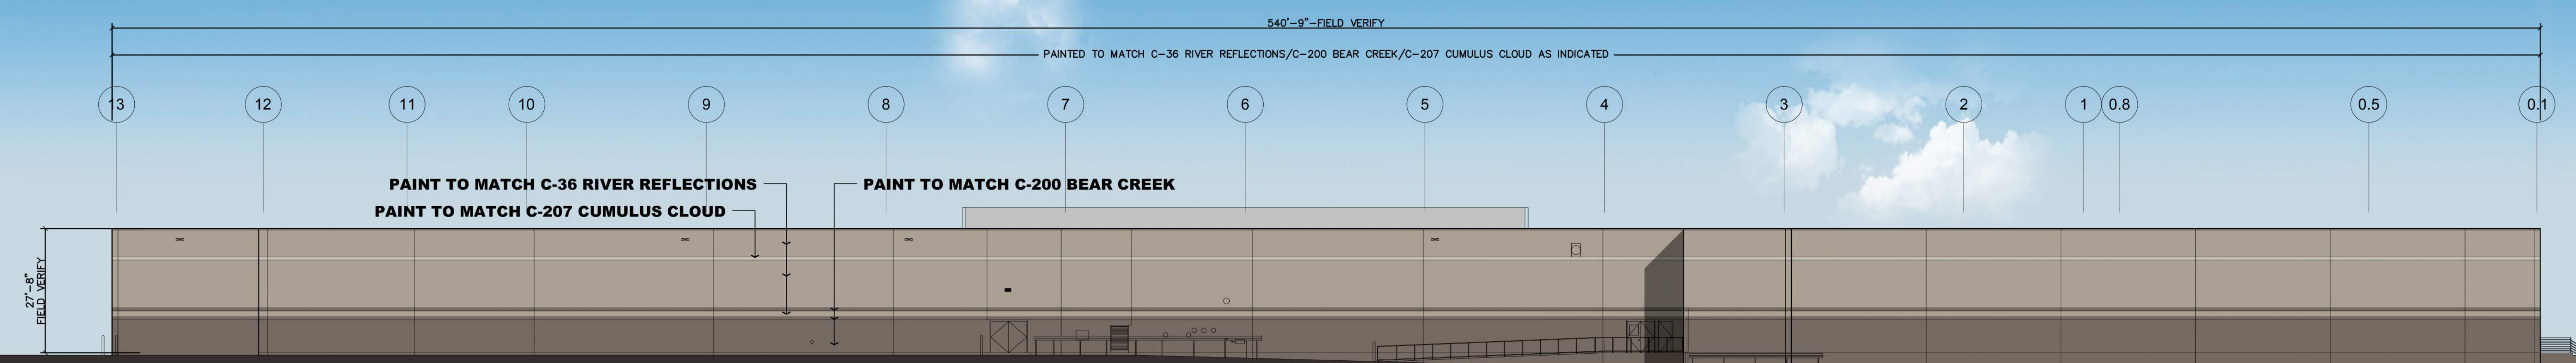 540'-9"-FIELD VERIFY
PAINTED TO MATCH C-36 RIVER REFLECTIONS/C-200 BEAR CREEK/C-207 CUMULUS CLOUD AS INDICATED
13 12 11 10 9 8 7 6 5 4 3 2 1 0.8 0.5 0.1
PAINT TO MATCH C-36 RIVER REFLECTIONS
PAINT TO MATCH C-200 BEAR CREEK
PAINT TO MATCH C-207 CUMULUS CLOUD
27'-8"
FIELD VERIFY